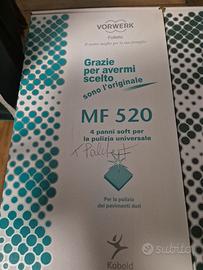 VORWERK
Folletto
Grazie
per avermi
scelto
sono l'originale
MF 520
4 panni soft per
la pulizia universale
Per la pulizia
dei pavimenti duri
Kobold
subito